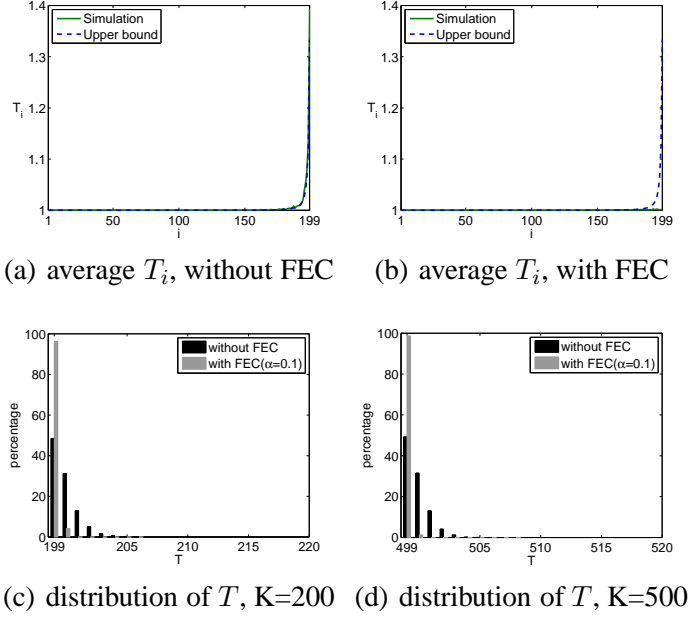 1.4
1.3
1.2
1.1
1
T_i
Simulation
Upper bound
1 50 100 150 199
i
(a) average T_i, without FEC
1.4
1.3
1.2
1.1
1
T_i
Simulation
Upper bound
1 50 100 150 199
i
(b) average T_i, with FEC
100
80
60
40
20
0
percentage
without FEC
with FEC(α=0.1)
199 205 210 215 220
T
(c) distribution of T, K=200
100
80
60
40
20
0
percentage
without FEC
with FEC(α=0.1)
499 505 510 515 520
T
(d) distribution of T, K=500